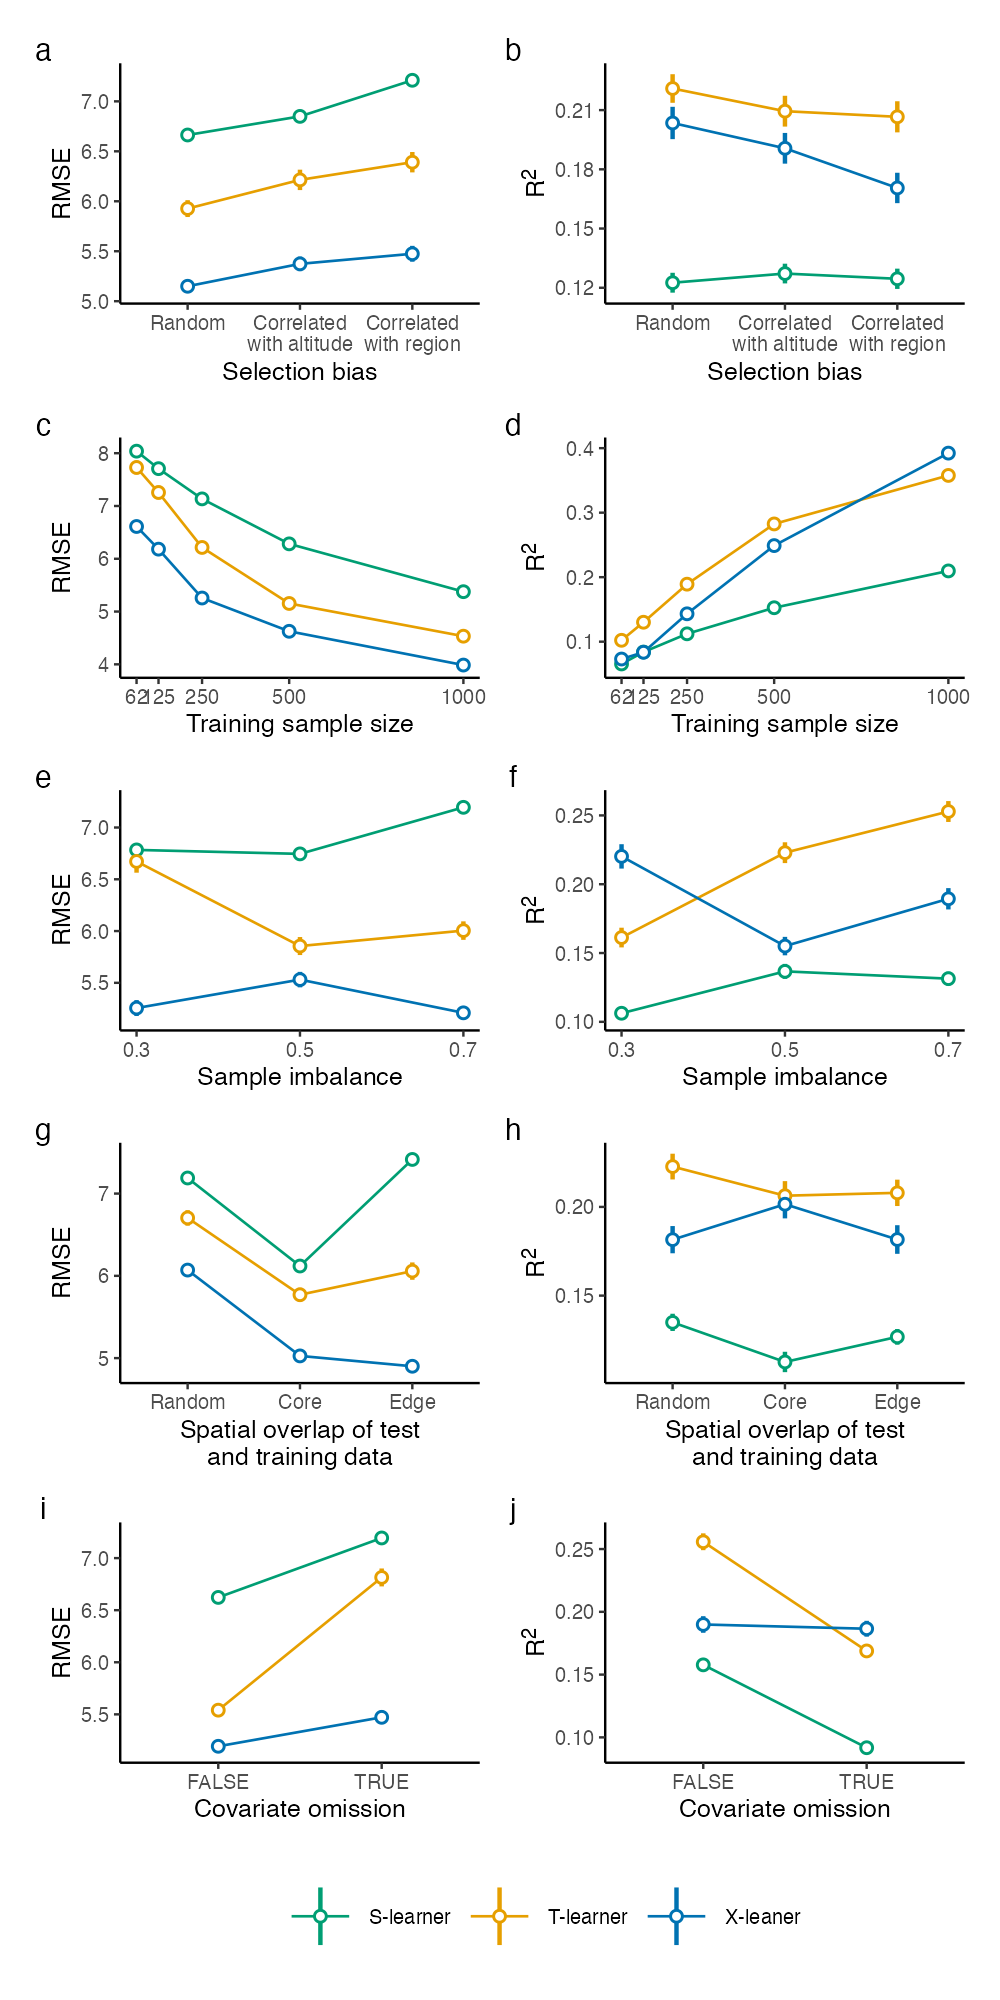 a
b
7.0
6.5
6.0
5.5
5.0
RMSE
Random
Correlated with altitude
Correlated with region
Selection bias
0.21
0.18
0.15
0.12
R²
Random
Correlated with altitude
Correlated with region
Selection bias
c
d
8
7
6
5
4
RMSE
62 125 250 500 1000
Training sample size
0.4
0.3
0.2
0.1
R²
62 125 250 500 1000
Training sample size
e
f
7.0
6.5
6.0
5.5
RMSE
0.3 0.5 0.7
Sample imbalance
0.25
0.20
0.15
0.10
R²
0.3 0.5 0.7
Sample imbalance
g
h
7
6
5
RMSE
Random Core Edge
Spatial overlap of test
and training data
0.20
0.15
R²
Random Core Edge
Spatial overlap of test
and training data
i
j
7.0
6.5
6.0
5.5
RMSE
FALSE TRUE
Covariate omission
0.25
0.20
0.15
0.10
R²
FALSE TRUE
Covariate omission
S-learner T-learner X-leaner